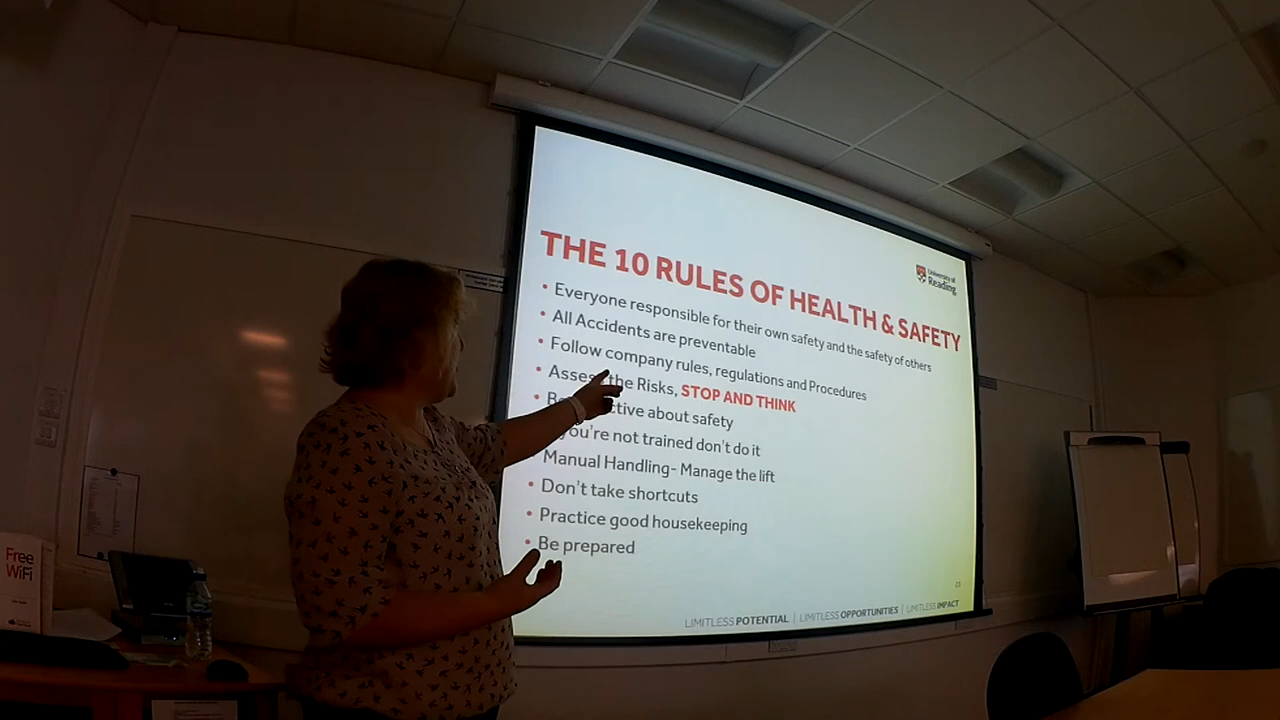 University of
Reading
THE 10 RULES OF HEALTH & SAFETY
• Everyone responsible for their own safety and the safety of others
• All Accidents are preventable
• Follow company rules, regulations and Procedures
• Assess the Risks, STOP AND THINK
• about safety
you're not trained don't do it
Manual Handling- Manage the lift
• Don't take shortcuts
• Practice good housekeeping
• Be prepared
LIMITLESS POTENTIAL | LIMITLESS OPPORTUNITIES | LIMITLESS IMPACT
Free
WiFi